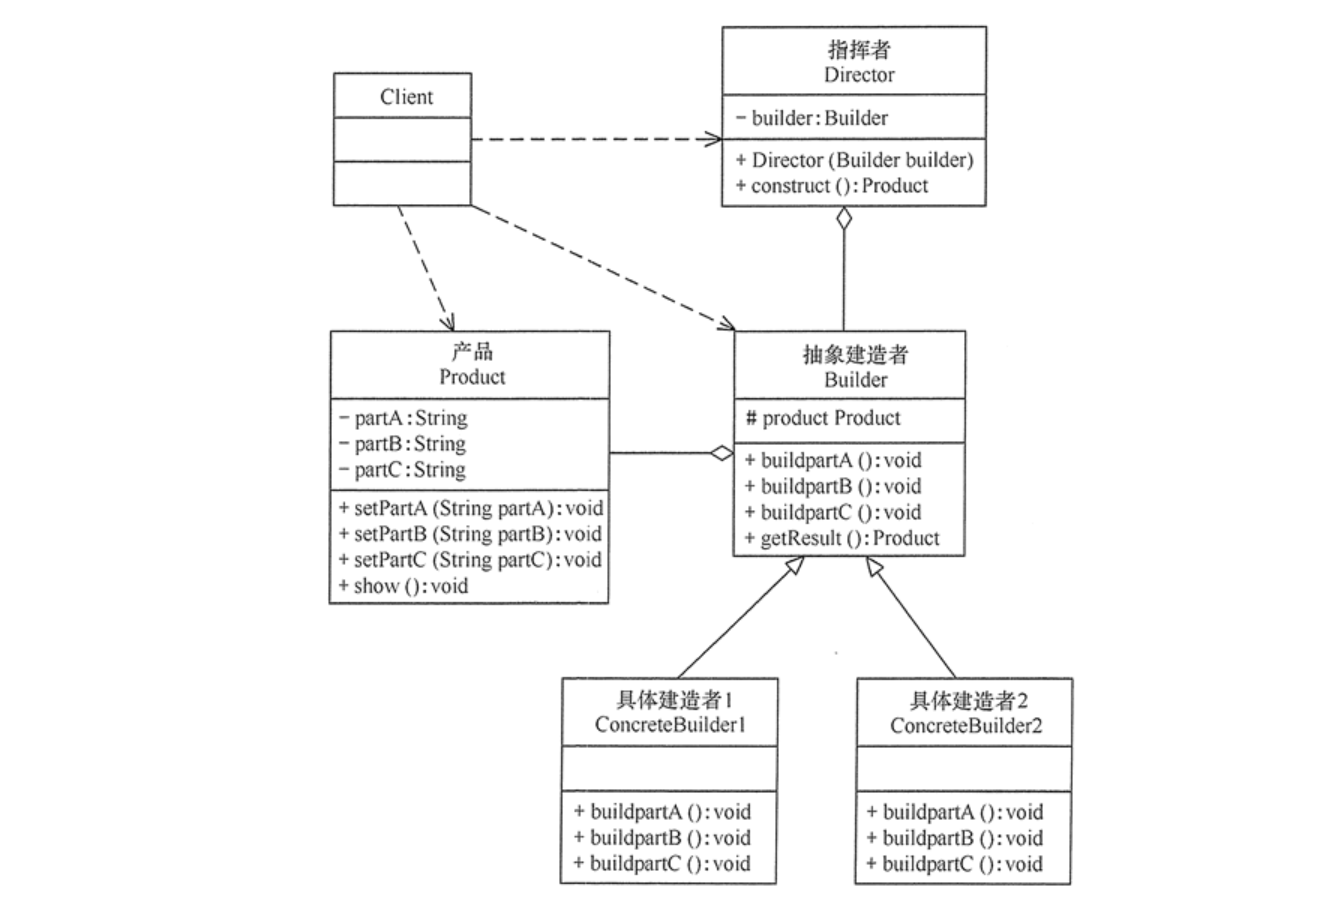 Client
指挥者
Director
− builder:Builder
+ Director (Builder builder)
+ construct ():Product
产品
Product
− partA:String
− partB:String
− partC:String
+ setPartA (String partA):void
+ setPartB (String partB):void
+ setPartC (String partC):void
+ show ():void
抽象建造者
Builder
# product Product
+ buildpartA ():void
+ buildpartB ():void
+ buildpartC ():void
+ getResult ():Product
具体建造者1
ConcreteBuilder1
+ buildpartA ():void
+ buildpartB ():void
+ buildpartC ():void
具体建造者2
ConcreteBuilder2
+ buildpartA ():void
+ buildpartB ():void
+ buildpartC ():void